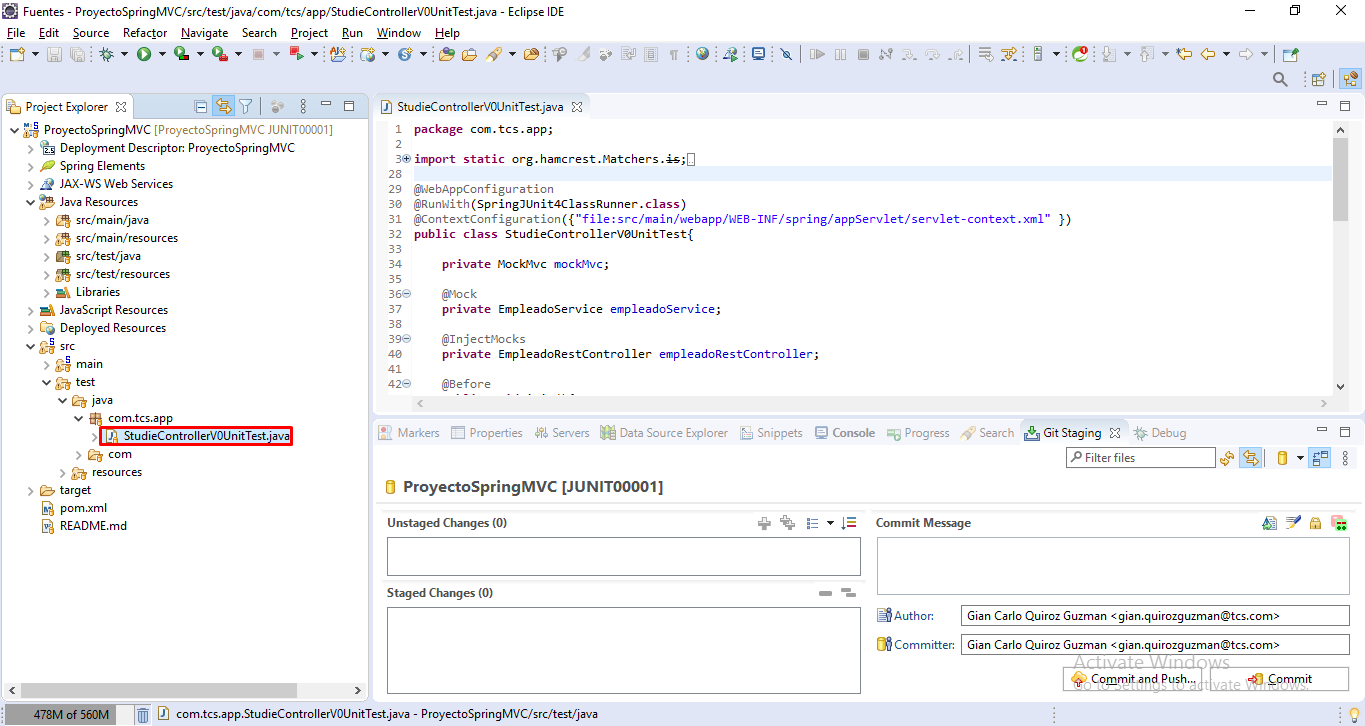 Fuentes - ProyectoSpringMVC/src/test/java/com/tcs/app/StudieControllerV0UnitTest.java - Eclipse IDE
File Edit Source Refactor Navigate Search Project Run Window Help
Project Explorer
ProyectoSpringMVC [ProyectoSpringMVC JUNIT00001]
Deployment Descriptor: ProyectoSpringMVC
Spring Elements
JAX-WS Web Services
Java Resources
src/main/java
src/main/resources
src/test/java
src/test/resources
Libraries
JavaScript Resources
Deployed Resources
src
main
test
java
com.tcs.app
StudieControllerV0UnitTest.java
com
resources
target
pom.xml
README.md
StudieControllerV0UnitTest.java
1 package com.tcs.app;
2
3 import static org.hamcrest.Matchers.is;
28
29 @WebAppConfiguration
30 @RunWith(SpringJUnit4ClassRunner.class)
31 @ContextConfiguration({"file:src/main/webapp/WEB-INF/spring/appServlet/servlet-context.xml" })
32 public class StudieControllerV0UnitTest{
33
34 private MockMvc mockMvc;
35
36 @Mock
37 private EmpleadoService empleadoService;
38
39 @InjectMocks
40 private EmpleadoRestController empleadoRestController;
41
42 @Before
Markers Properties Servers Data Source Explorer Snippets Console Progress Search Git Staging Debug
Filter files
ProyectoSpringMVC [JUNIT00001]
Unstaged Changes (0)
Staged Changes (0)
Commit Message
Author: Gian Carlo Quiroz Guzman <gian.quirozguzman@tcs.com>
Committer: Gian Carlo Quiroz Guzman <gian.quirozguzman@tcs.com>
Activate Windows
Go to Settings to activate Windows.
Commit and Push... Commit
478M of 560M com.tcs.app.StudieControllerV0UnitTest.java - ProyectoSpringMVC/src/test/java